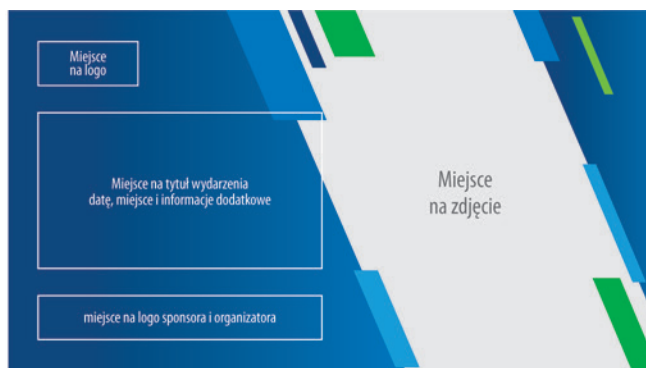 Miejsce
na logo
Miejsce na tytuł wydarzenia
datę, miejsce i informacje dodatkowe
Miejsce
na zdjęcie
miejsce na logo sponsora i organizatora